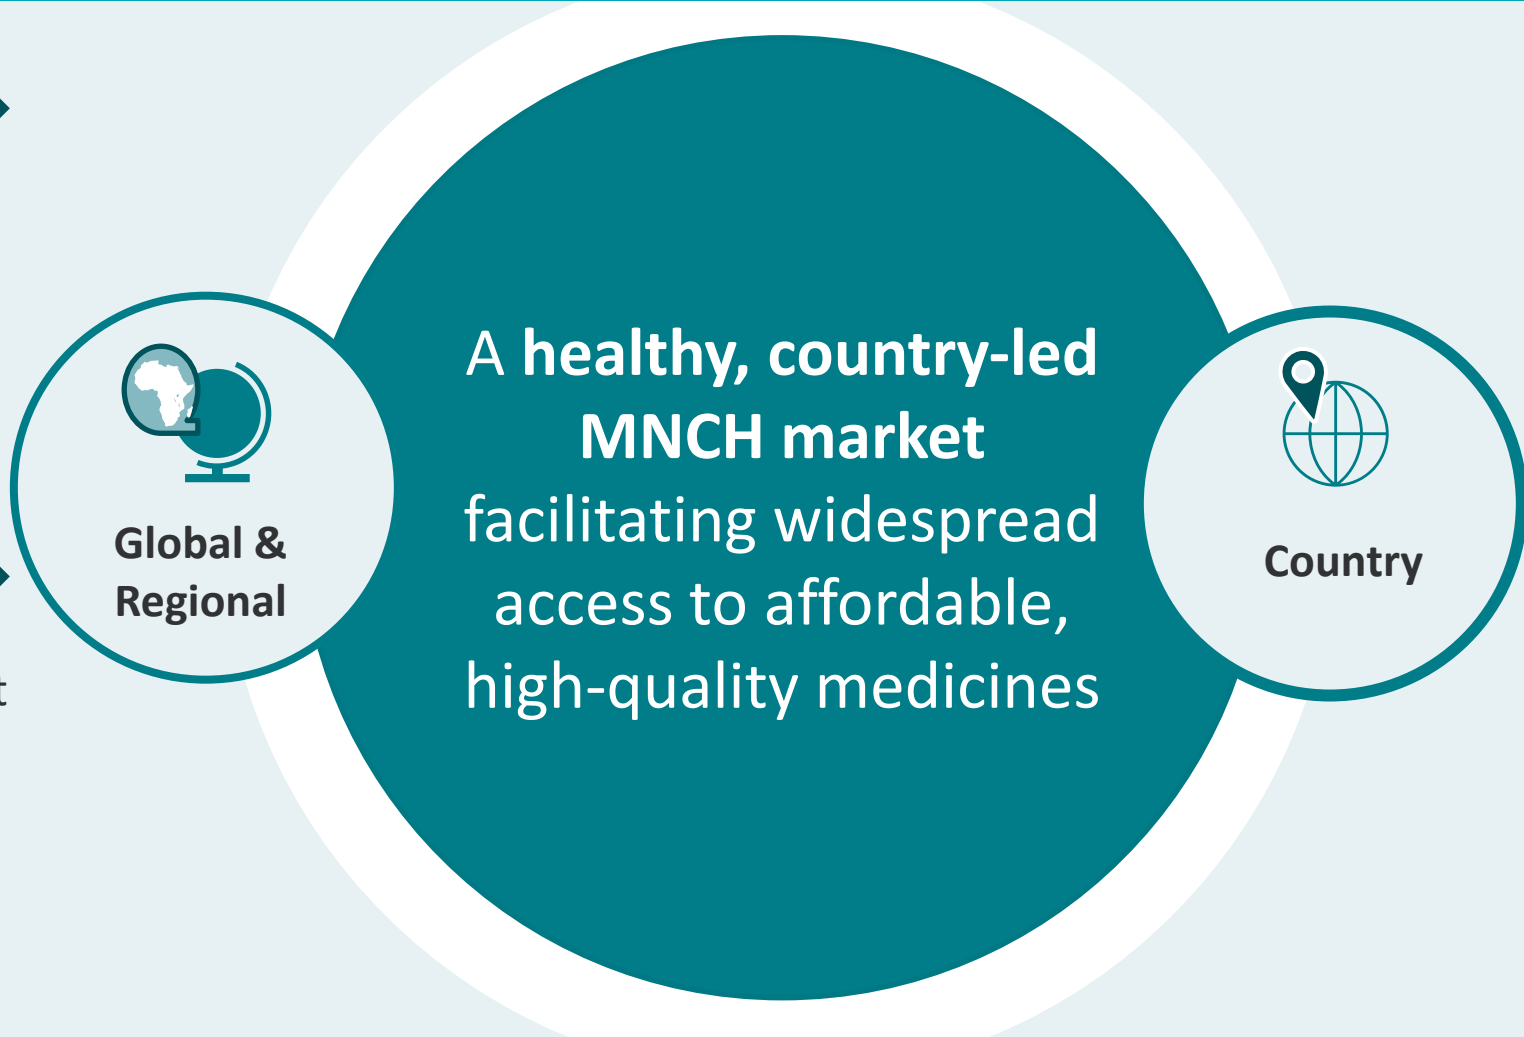 Global &
Regional
A healthy, country-led
MNCH market
facilitating widespread
access to affordable,
high-quality medicines
Country